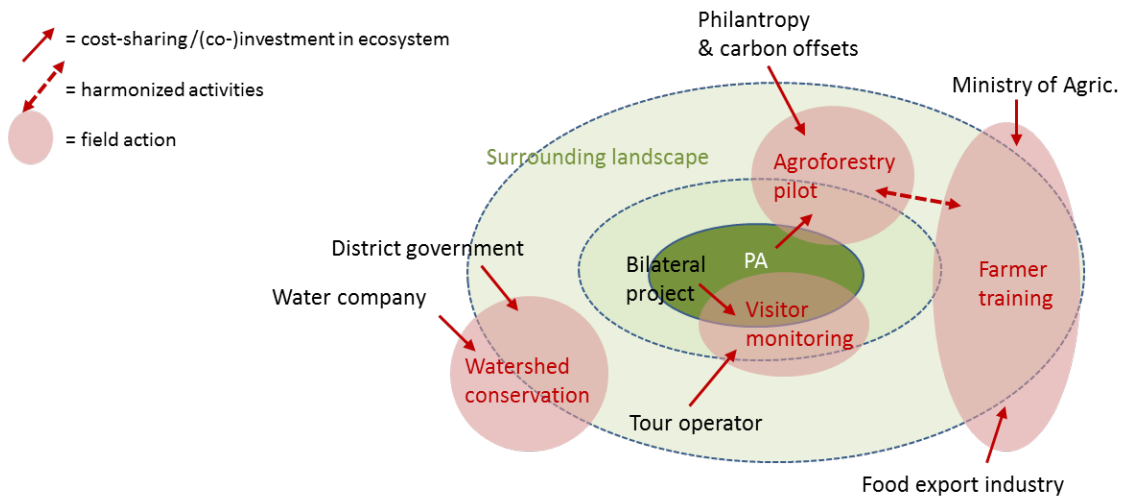 = cost-sharing /(co-)investment in ecosystem
= harmonized activities
= field action
Philantropy
& carbon offsets
Ministry of Agric.
Surrounding landscape
Agroforestry
pilot
District government
Water company
Bilateral
project
PA
Visitor
monitoring
Farmer
training
Watershed
conservation
Tour operator
Food export industry